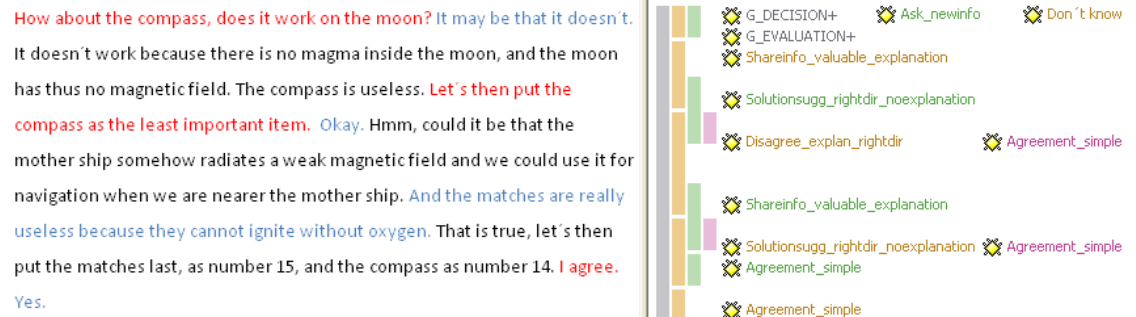 How about the compass, does it work on the moon? It may be that it doesn´t.
It doesn´t work because there is no magma inside the moon, and the moon
has thus no magnetic field. The compass is useless. Let´s then put the
compass as the least important item. Okay. Hmm, could it be that the
mother ship somehow radiates a weak magnetic field and we could use it for
navigation when we are nearer the mother ship. And the matches are really
useless because they cannot ignite without oxygen. That is true, let´s then
put the matches last, as number 15, and the compass as number 14. I agree.
Yes.
G_DECISION+ Ask_newinfo Don´t know
G_EVALUATION+
Shareinfo_valuable_explanation
Solutionsugg_rightdir_noexplanation
Disagree_explan_rightdir Agreement_simple
Shareinfo_valuable_explanation
Solutionsugg_rightdir_noexplanation Agreement_simple
Agreement_simple
Agreement_simple